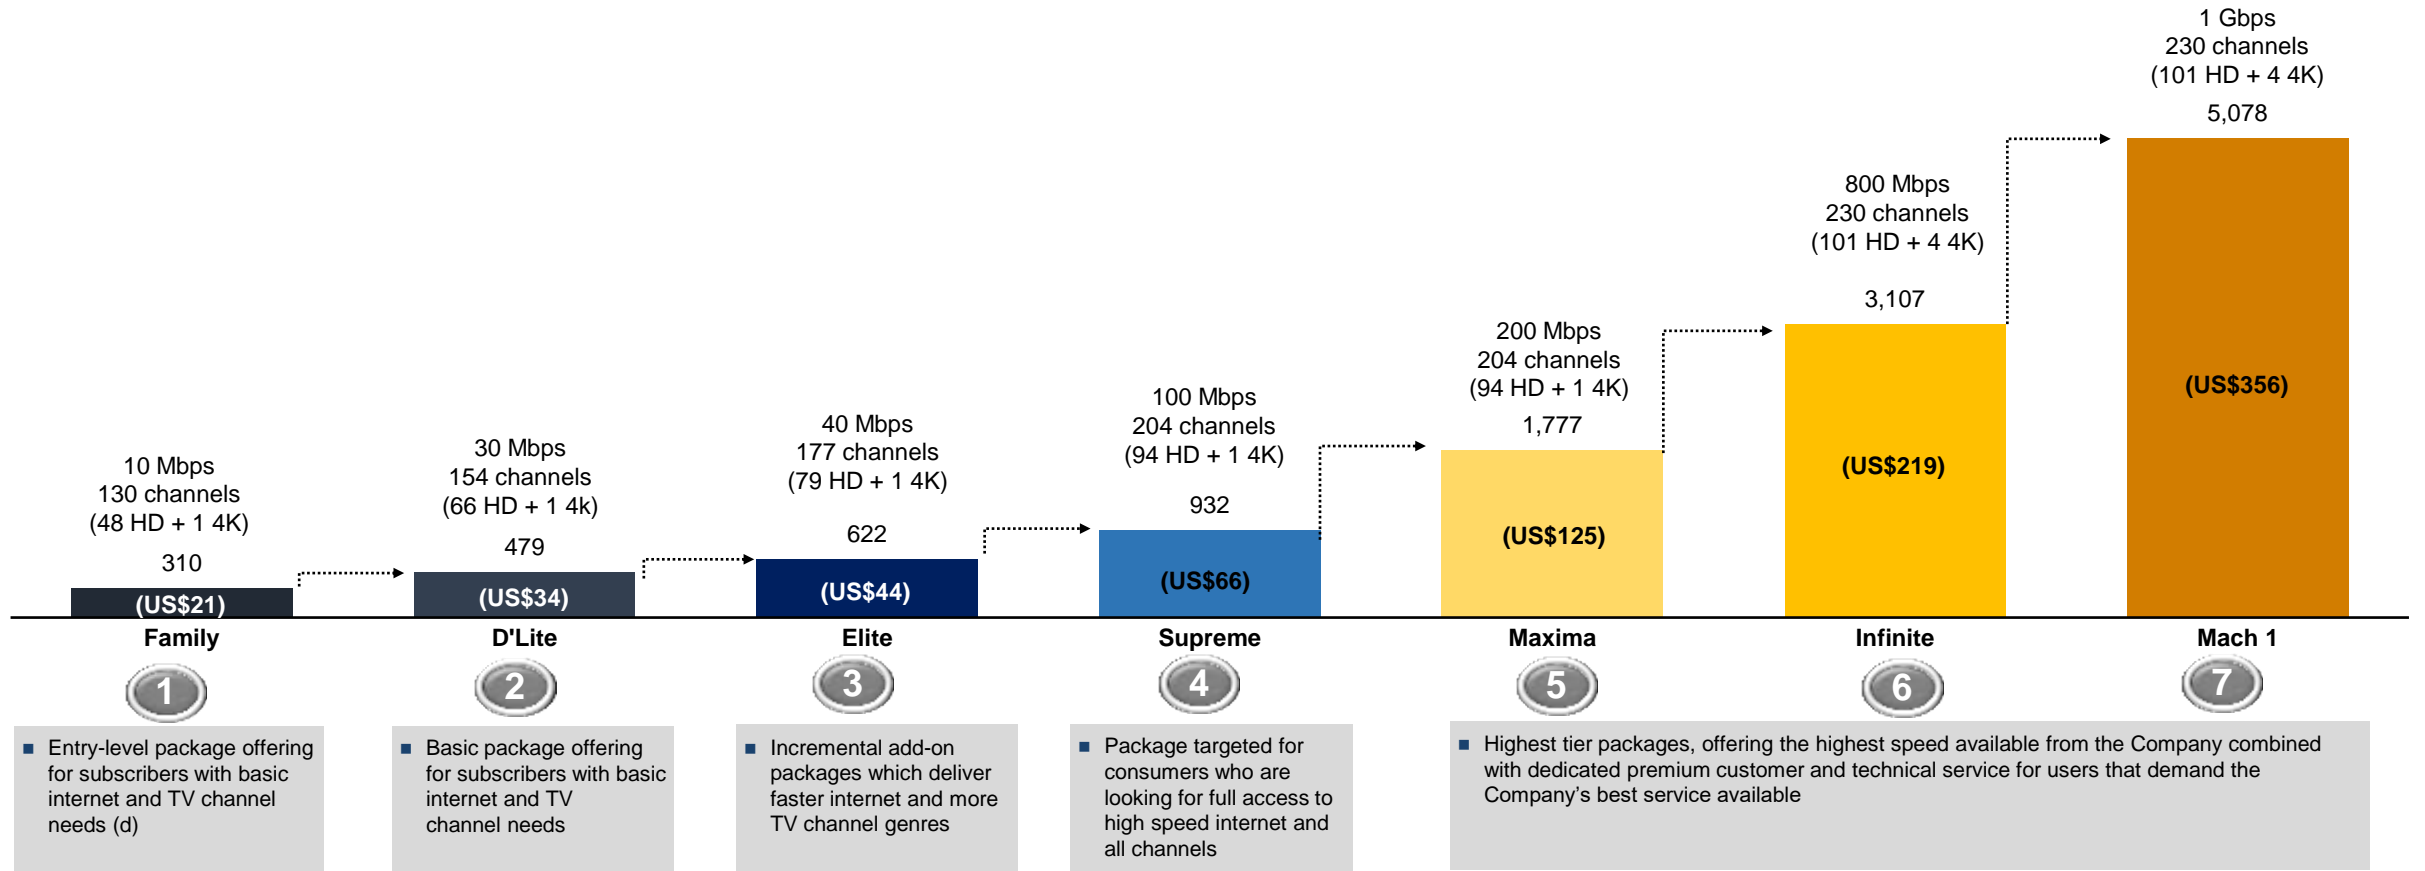 1 Gbps
230 channels
(101 HD + 4 4K)
5,078
800 Mbps
230 channels
(101 HD + 4 4K)
3,107
200 Mbps
204 channels
(94 HD + 1 4K)
1,777
100 Mbps
204 channels
(94 HD + 1 4K)
932
40 Mbps
177 channels
(79 HD + 1 4K)
622
30 Mbps
154 channels
(66 HD + 1 4k)
479
10 Mbps
130 channels
(48 HD + 1 4K)
310
(US$21)
(US$34)
(US$44)
(US$66)
(US$125)
(US$219)
(US$356)
Family
D'Lite
Elite
Supreme
Maxima
Infinite
Mach 1
1
2
3
4
5
6
7
Entry-level package offering
for subscribers with basic
internet and TV channel
needs (d)
Basic package offering
for subscribers with basic
internet and TV
channel needs
Incremental add-on
packages which deliver
faster internet and more
TV channel genres
Package targeted for
consumers who are
looking for full access to
high speed internet and
all channels
Highest tier packages, offering the highest speed available from the Company combined
with dedicated premium customer and technical service for users that demand the
Company’s best service available